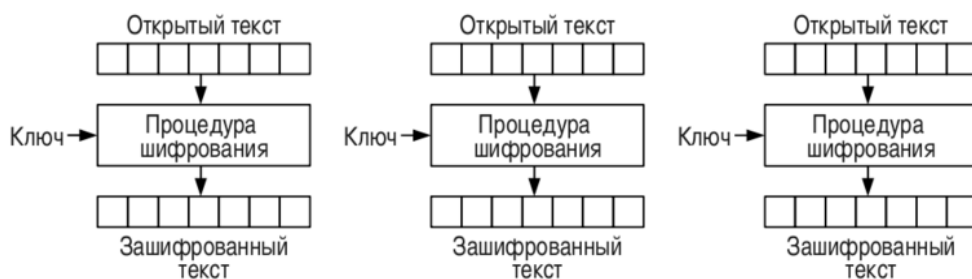 Открытый текст
Ключ
Процедура
шифрования
Зашифрованный
текст
Открытый текст
Ключ
Процедура
шифрования
Зашифрованный
текст
Открытый текст
Ключ
Процедура
шифрования
Зашифрованный
текст